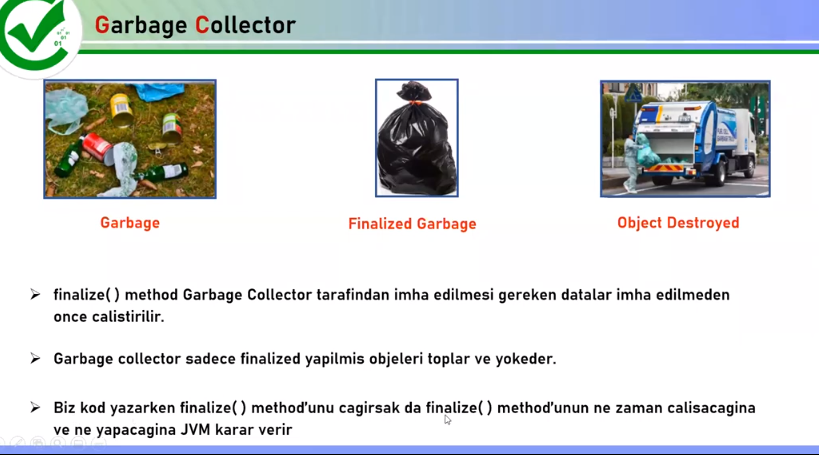 Garbage Collector
Garbage
Finalized Garbage
Object Destroyed
➢ finalize( ) method Garbage Collector tarafindan imha edilmesi gereken datalar imha edilmeden
once calistirilir.
➢ Garbage collector sadece finalized yapilmis objeleri toplar ve yokeder.
➢ Biz kod yazarken finalize( ) method'unu cagirsak da finalize( ) method'unun ne zaman calisacagina
ve ne yapacagina JVM karar verir